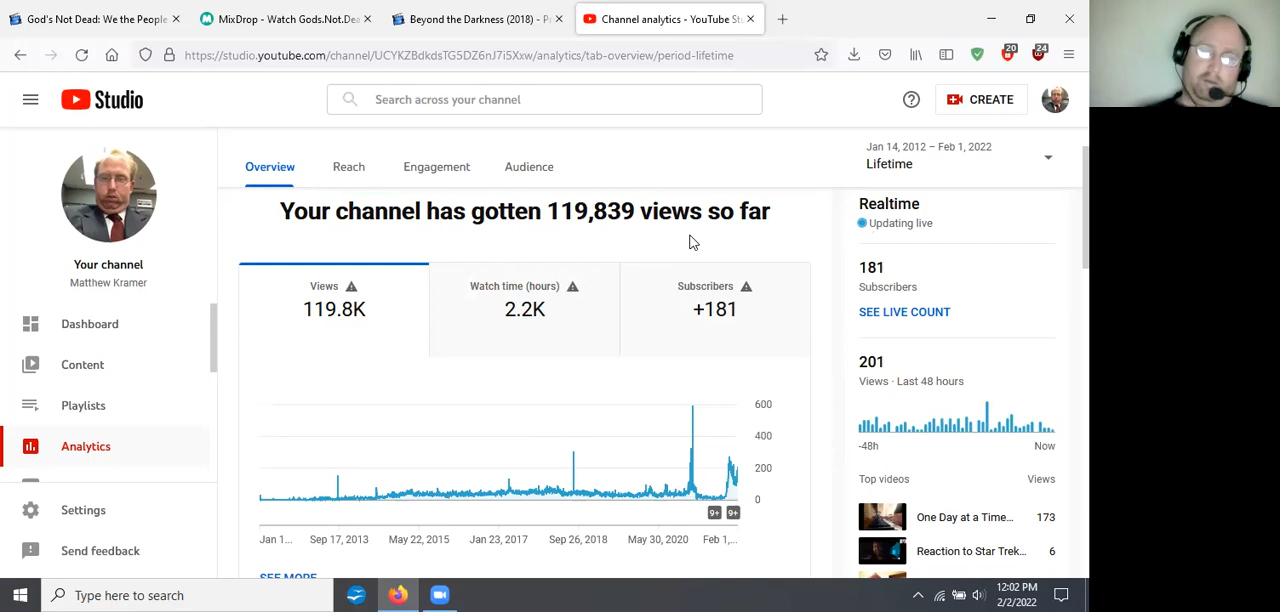 God's Not Dead: We the People
MixDrop - Watch Gods.Not.Dea
Beyond the Darkness (2018) - Pr
Channel analytics - YouTube Stu
https://studio.youtube.com/channel/UCYKZBdkdsTG5DZ6nJ7i5Xxw/analytics/tab-overview/period-lifetime
20
24
Studio
Search across your channel
CREATE
Overview
Reach
Engagement
Audience
Jan 14, 2012 – Feb 1, 2022
Lifetime
Your channel
Matthew Kramer
Dashboard
Content
Playlists
Analytics
Settings
Send feedback
Your channel has gotten 119,839 views so far
Views
119.8K
Watch time (hours)
2.2K
Subscribers
+181
600
400
200
0
9+
9+
Jan 1...
Sep 17, 2013
May 22, 2015
Jan 23, 2017
Sep 26, 2018
May 30, 2020
Feb 1,...
SEE MORE
Realtime
Updating live
181
Subscribers
SEE LIVE COUNT
201
Views · Last 48 hours
-48h
Now
Top videos
Views
One Day at a Time...
173
Reaction to Star Trek...
6
Type here to search
12:02 PM
2/2/2022